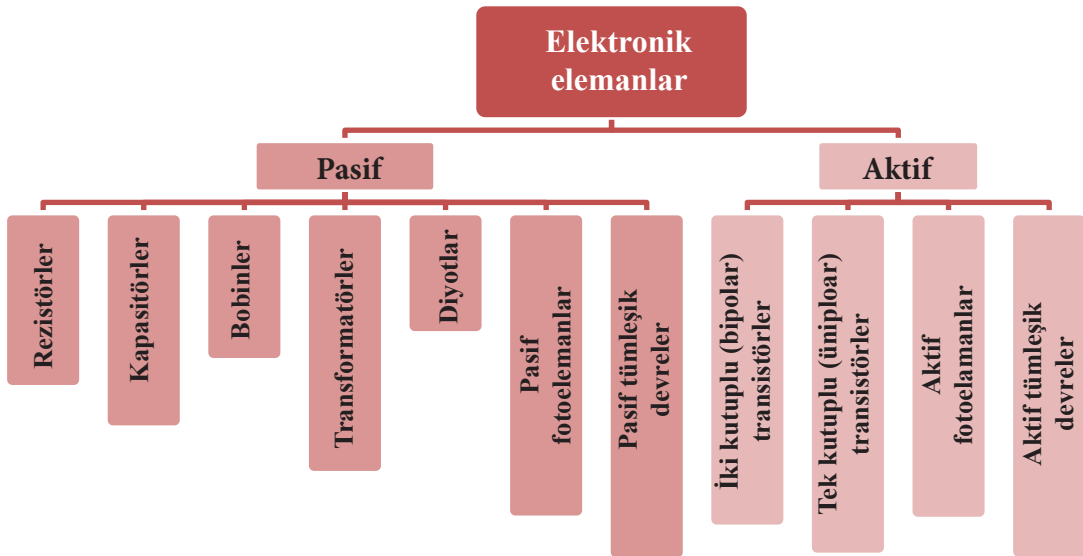 Elektronik
elemanlar
Pasif
Aktif
Rezistörler
Kapasitörler
Bobinler
Transformatörler
Diyotlar
Pasif
fotoelemanlar
Pasif tümleşik
devreler
İki kutuplu (bipolar)
transistörler
Tek kutuplu (üniploar)
transistörler
Aktif
fotoelamanlar
Aktif tümleşik
devreler